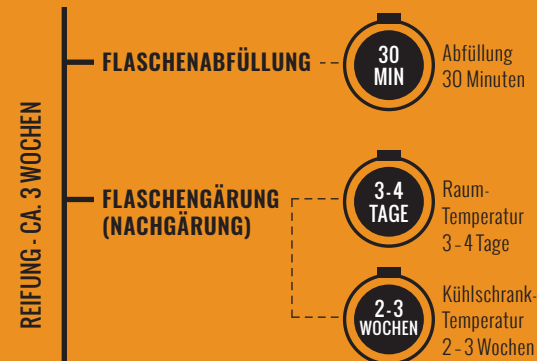 REIFUNG - CA. 3 WOCHEN
FLASCHENABFÜLLUNG
30
MIN
Abfüllung
30 Minuten
FLASCHENGÄRUNG
(NACHGÄRUNG)
3-4
TAGE
Raum-
Temperatur
3 – 4 Tage
2-3
WOCHEN
Kühlschrank-
Temperatur
2 – 3 Wochen